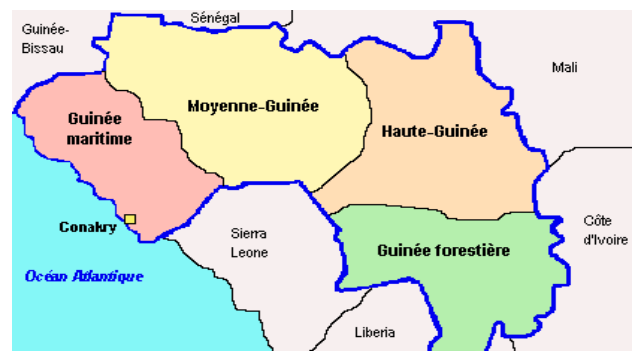 Sénégal
Guinée-
Bissau
Mali
Moyenne-Guinée
Guinée
maritime
Haute-Guinée
Conakry
Sierra
Leone
Côte
d'Ivoire
Guinée forestière
Océan Atlantique
Liberia